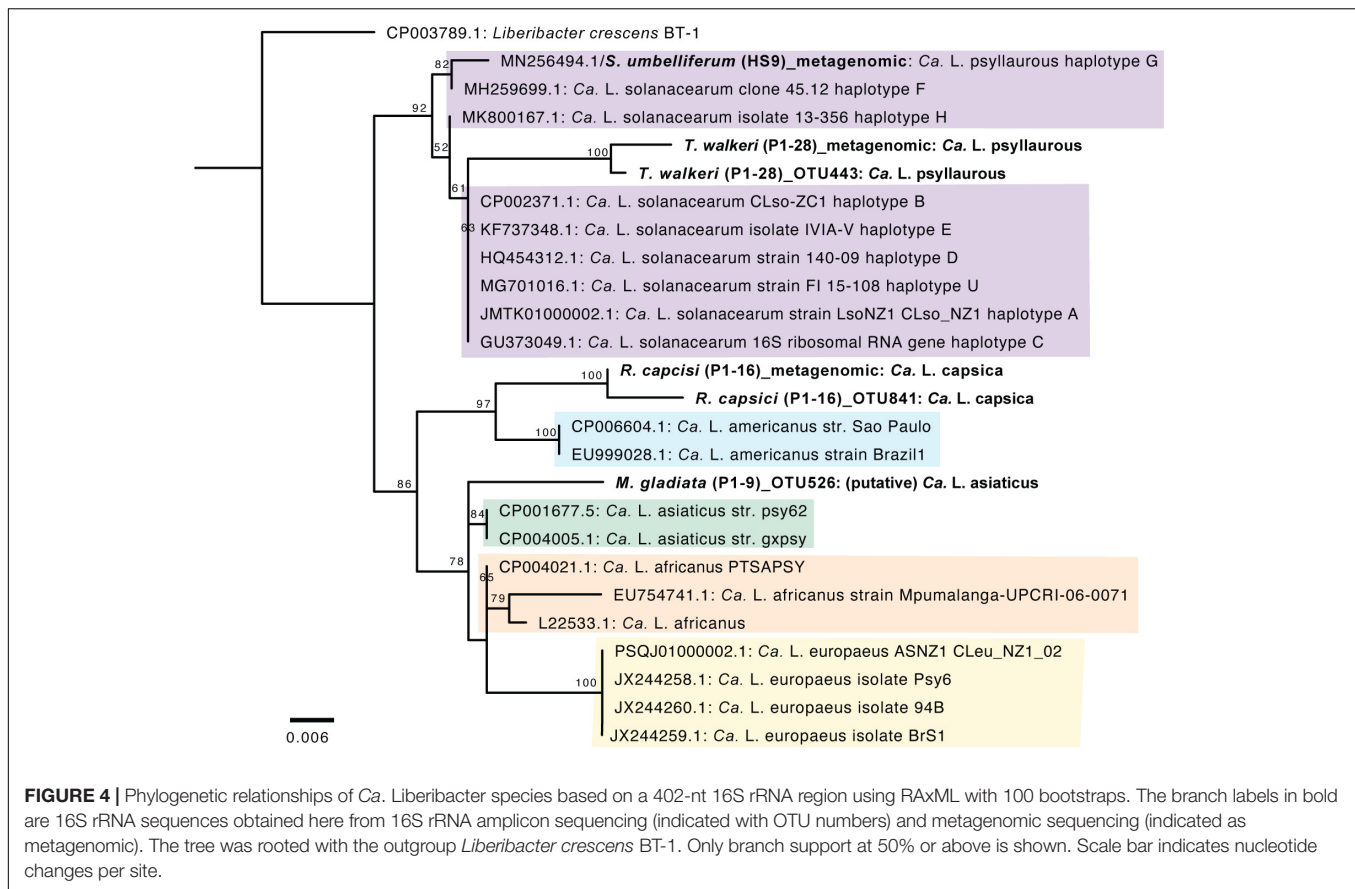 CP003789.1: Liberibacter crescens BT-1
82
MN256494.1/S. umbelliferum (HS9)_metagenomic: Ca. L. psyllaurous haplotype G
MH259699.1: Ca. L. solanacearum clone 45.12 haplotype F
92
MK800167.1: Ca. L. solanacearum isolate 13-356 haplotype H
52
T. walkeri (P1-28)_metagenomic: Ca. L. psyllaurous
100
T. walkeri (P1-28)_OTU443: Ca. L. psyllaurous
61
CP002371.1: Ca. L. solanacearum CLso-ZC1 haplotype B
63
KF737348.1: Ca. L. solanacearum isolate IVIA-V haplotype E
HQ454312.1: Ca. L. solanacearum strain 140-09 haplotype D
MG701016.1: Ca. L. solanacearum strain FI 15-108 haplotype U
JMTK01000002.1: Ca. L. solanacearum strain LsoNZ1 CLso_NZ1 haplotype A
GU373049.1: Ca. L. solanacearum 16S ribosomal RNA gene haplotype C
R. capcisi (P1-16)_metagenomic: Ca. L. capsica
100
R. capsici (P1-16)_OTU841: Ca. L. capsica
97
CP006604.1: Ca. L. americanus str. Sao Paulo
100
EU999028.1: Ca. L. americanus strain Brazil1
86
M. gladiata (P1-9)_OTU526: (putative) Ca. L. asiaticus
CP001677.5: Ca. L. asiaticus str. psy62
84
CP004005.1: Ca. L. asiaticus str. gxpsy
78
CP004021.1: Ca. L. africanus PTSAPSY
65
EU754741.1: Ca. L. africanus strain Mpumalanga-UPCRI-06-0071
79
L22533.1: Ca. L. africanus
PSQJ01000002.1: Ca. L. europaeus ASNZ1 CLeu_NZ1_02
JX244258.1: Ca. L. europaeus isolate Psy6
100
JX244260.1: Ca. L. europaeus isolate 94B
JX244259.1: Ca. L. europaeus isolate BrS1
0.006
FIGURE 4 | Phylogenetic relationships of Ca. Liberibacter species based on a 402-nt 16S rRNA region using RAxML with 100 bootstraps. The branch labels in bold
are 16S rRNA sequences obtained here from 16S rRNA amplicon sequencing (indicated with OTU numbers) and metagenomic sequencing (indicated as
metagenomic). The tree was rooted with the outgroup Liberibacter crescens BT-1. Only branch support at 50% or above is shown. Scale bar indicates nucleotide
changes per site.